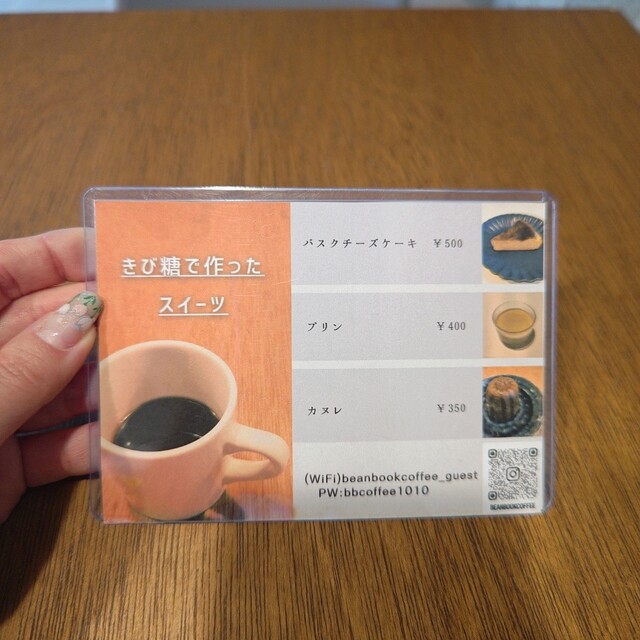 きび糖で作った
スイーツ
バスクチーズケーキ ￥500
プリン ￥400
カヌレ ￥350
(WiFi)beanbookcoffee_guest
PW:bbcoffee1010
BEANBOOKCOFFEE